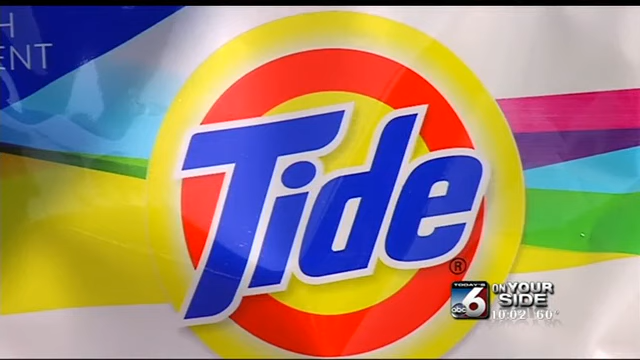 H
ENT
Tide
®
TODAY'S
abc 6
ON YOUR
SIDE
10:02 60°